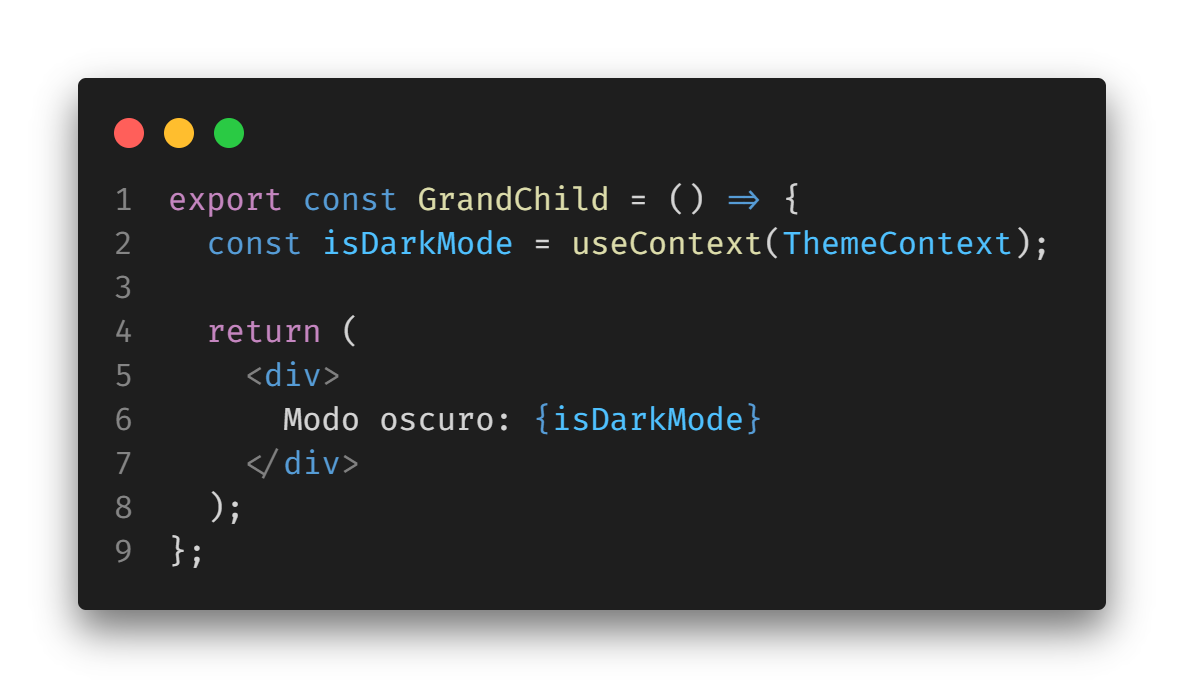 1 export const GrandChild = () => {
2   const isDarkMode = useContext(ThemeContext);
3
4   return (
5     <div>
6       Modo oscuro: {isDarkMode}
7     </div>
8   );
9 };